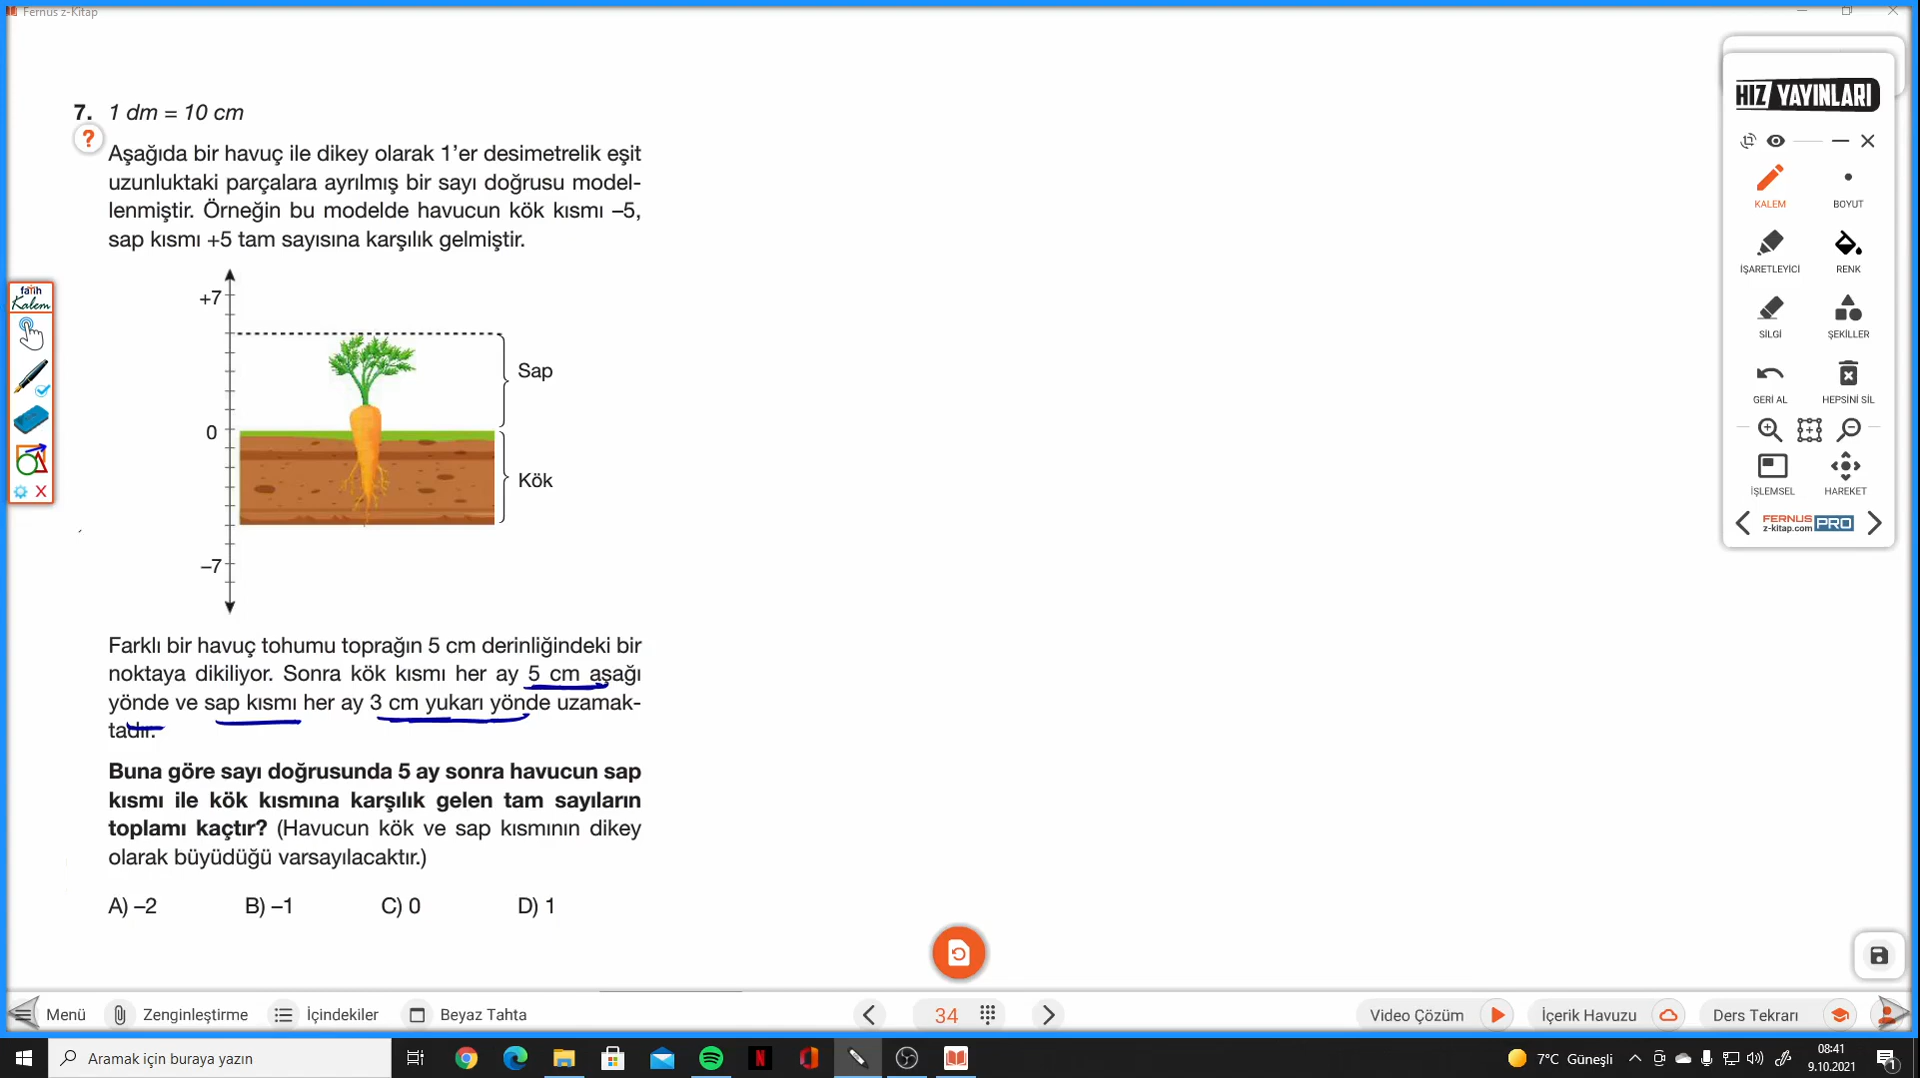 Fernus z-Kitap
7. 1 dm = 10 cm
?
Aşağıda bir havuç ile dikey olarak 1'er desimetrelik eşit
uzunluktaki parçalara ayrılmış bir sayı doğrusu model-
lenmiştir. Örneğin bu modelde havucun kök kısmı –5,
sap kısmı +5 tam sayısına karşılık gelmiştir.
+7
Sap
0
Kök
–7
Farklı bir havuç tohumu toprağın 5 cm derinliğindeki bir
noktaya dikiliyor. Sonra kök kısmı her ay 5 cm aşağı
yönde ve sap kısmı her ay 3 cm yukarı yönde uzamak-
tadır.
Buna göre sayı doğrusunda 5 ay sonra havucun sap
kısmı ile kök kısmına karşılık gelen tam sayıların
toplamı kaçtır? (Havucun kök ve sap kısmının dikey
olarak büyüdüğü varsayılacaktır.)
A) –2 B) –1 C) 0 D) 1
fatih
Kalem
HIZ YAYINLARI
KALEM BOYUT
İŞARETLEYİCİ RENK
SİLGİ ŞEKİLLER
GERİ AL HEPSİNİ SİL
İŞLEMSEL HAREKET
FERNUS
z-kitap.com PRO
Menü Zenginleştirme İçindekiler Beyaz Tahta 34 Video Çözüm İçerik Havuzu Ders Tekrarı
Aramak için buraya yazın 7°C Güneşli 08:41
9.10.2021
1